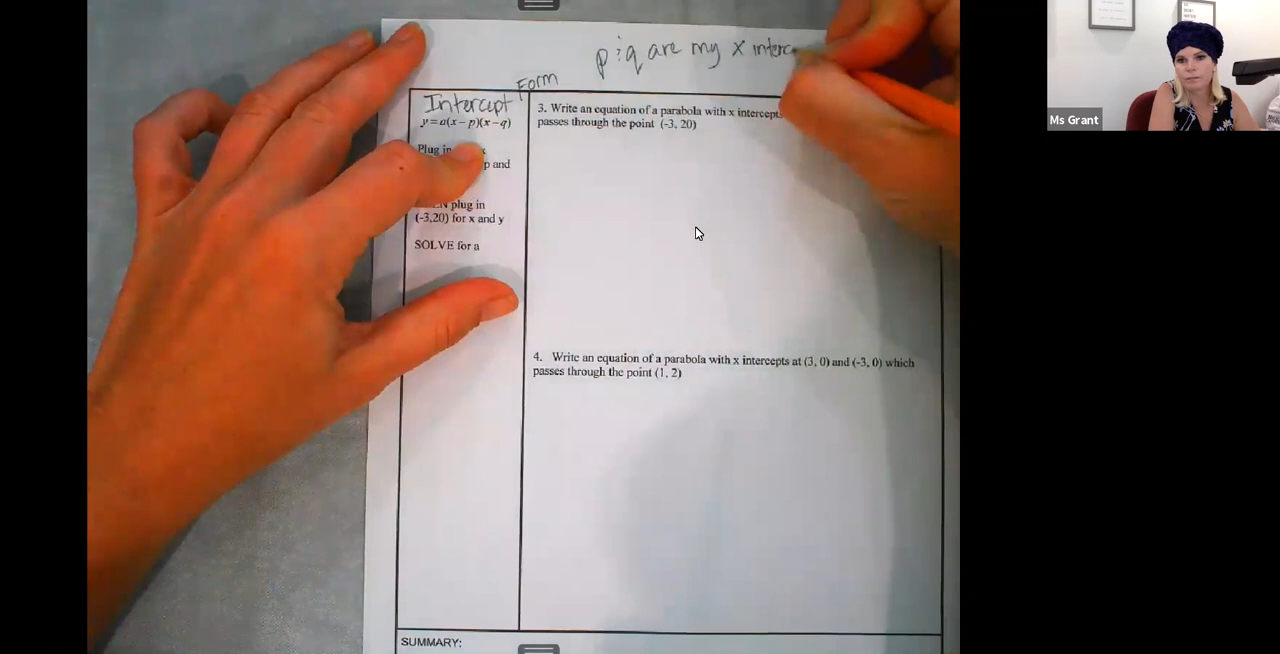 p & q are my x interc
Intercept Form
y = a(x – p)(x – q)
Plug in
p and
plug in
(-3,20) for x and y
SOLVE for a
3. Write an equation of a parabola with x intercepts
passes through the point (-3, 20)
4. Write an equation of a parabola with x intercepts at (3, 0) and (-3, 0) which
passes through the point (1, 2)
SUMMARY:
Ms Grant